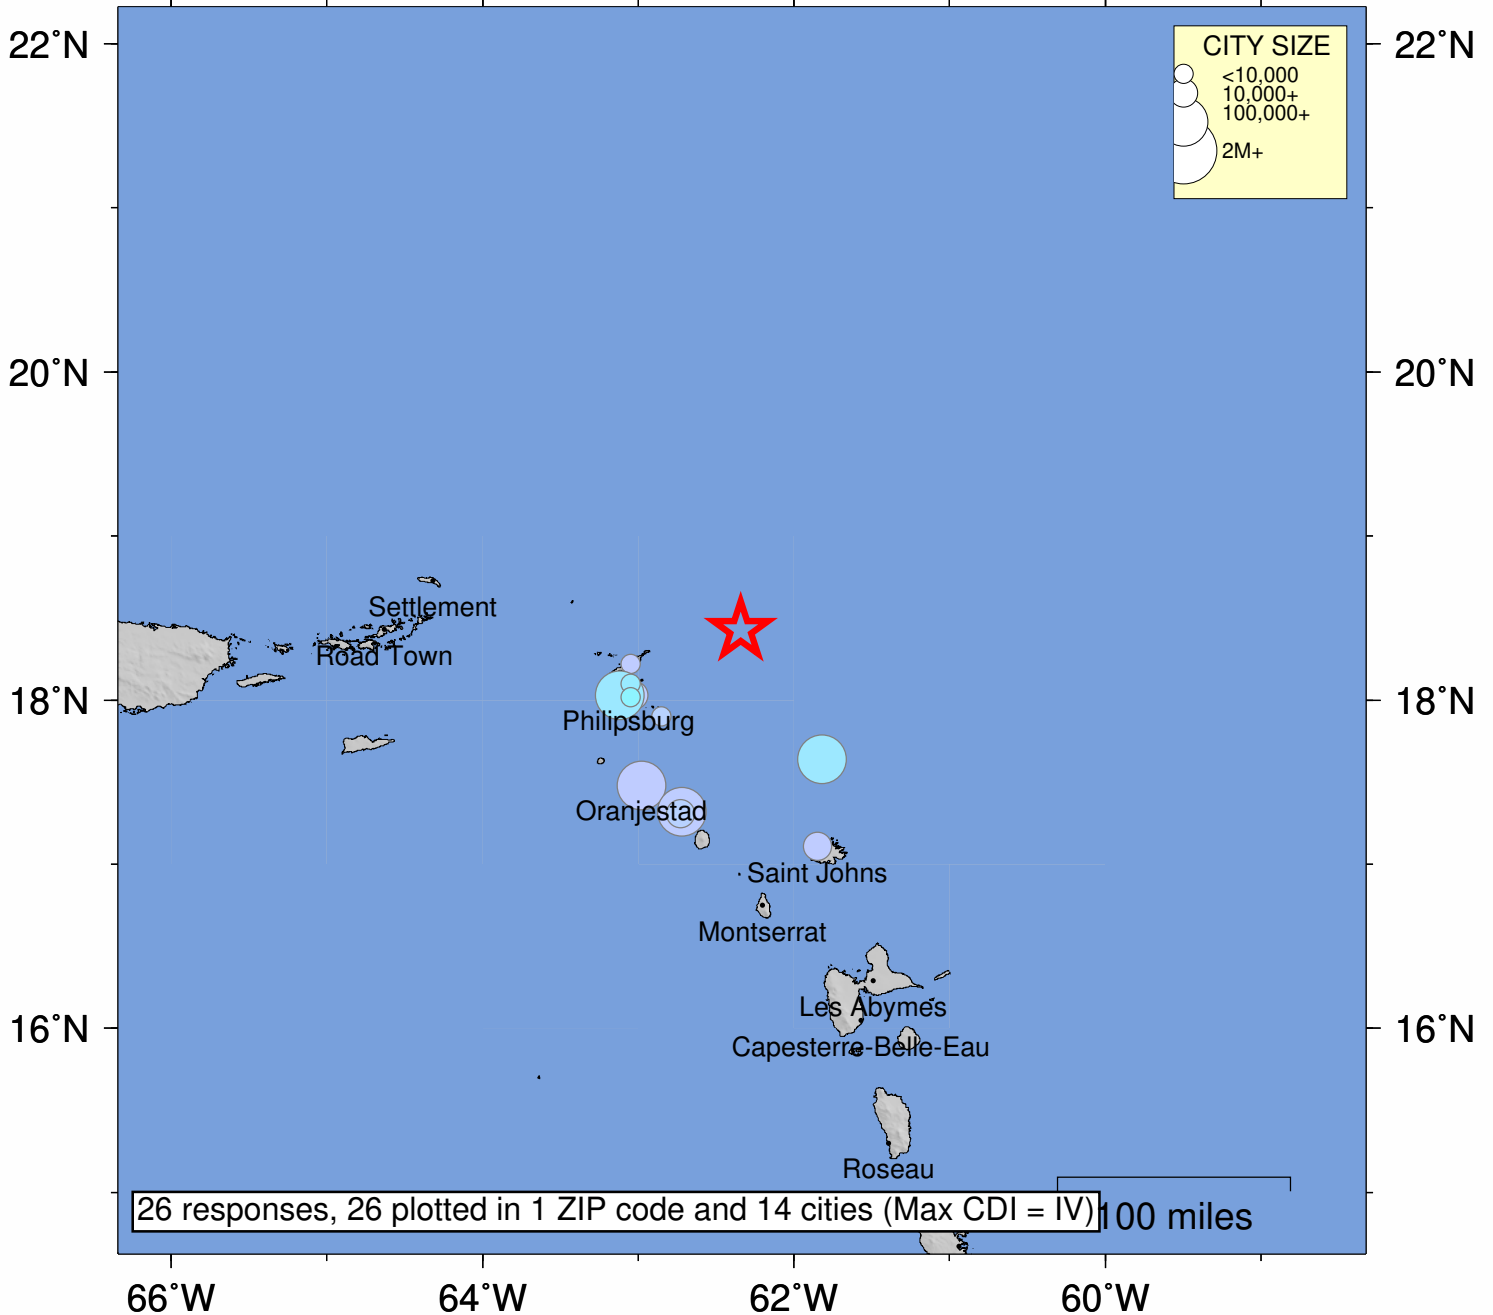 22˚N
22˚N
CITY SIZE
<10,000
10,000+
100,000+
2M+
20˚N
20˚N
Settlement
Road Town
18˚N
18˚N
Philipsburg
Oranjestad
Saint Johns
Montserrat
16˚N
16˚N
Les Abymes
Capesterre-Belle-Eau
Roseau
26 responses, 26 plotted in 1 ZIP code and 14 cities (Max CDI = IV)
100 miles
66˚W
64˚W
62˚W
60˚W